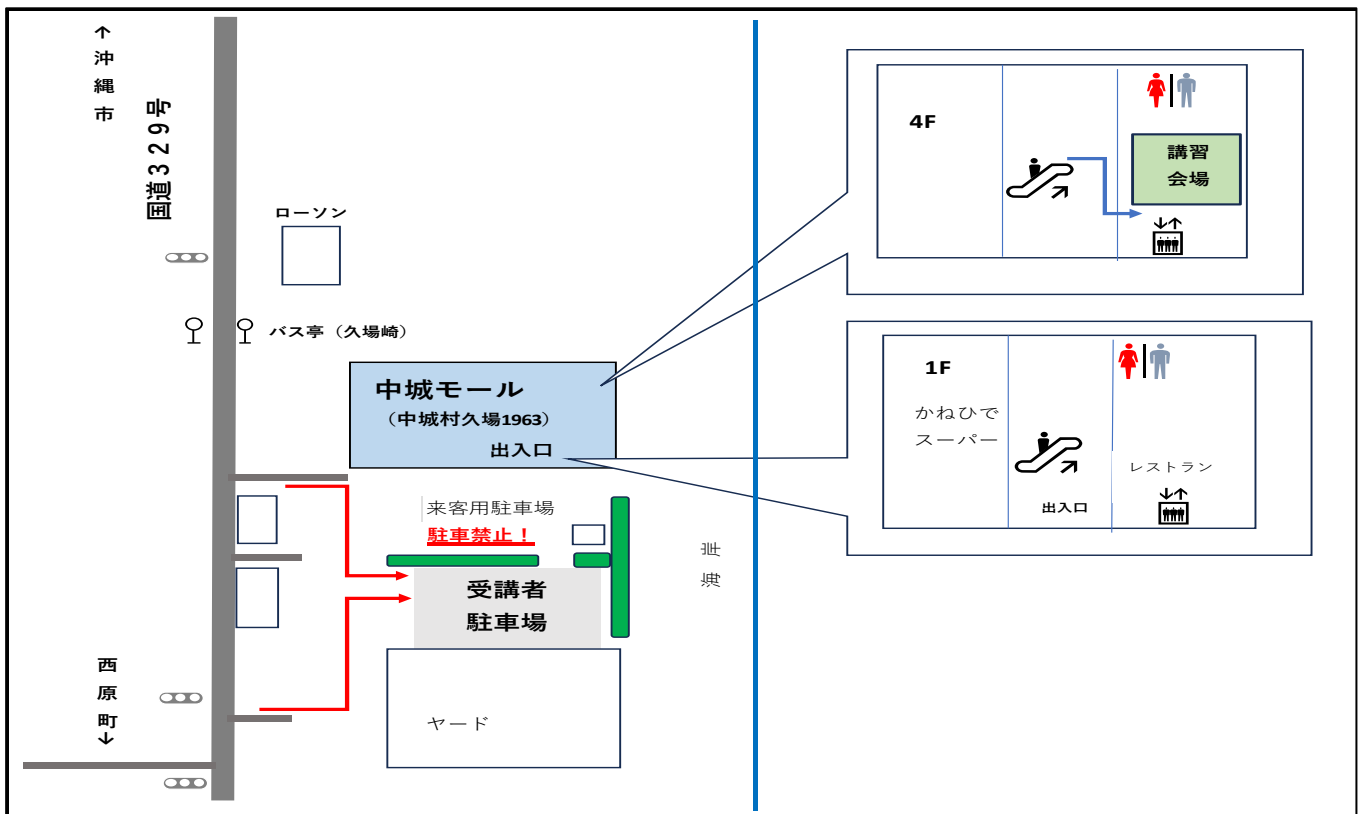 ↑沖縄市
国道329号
ローソン
バス亭（久場崎）
中城モール
（中城村久場1963）
出入口
来客用駐車場
駐車禁止！
受講者
駐車場
ヤード
西原町↓
海岸
4F
講習
会場
1F
かねひで
スーパー
レストラン
出入口